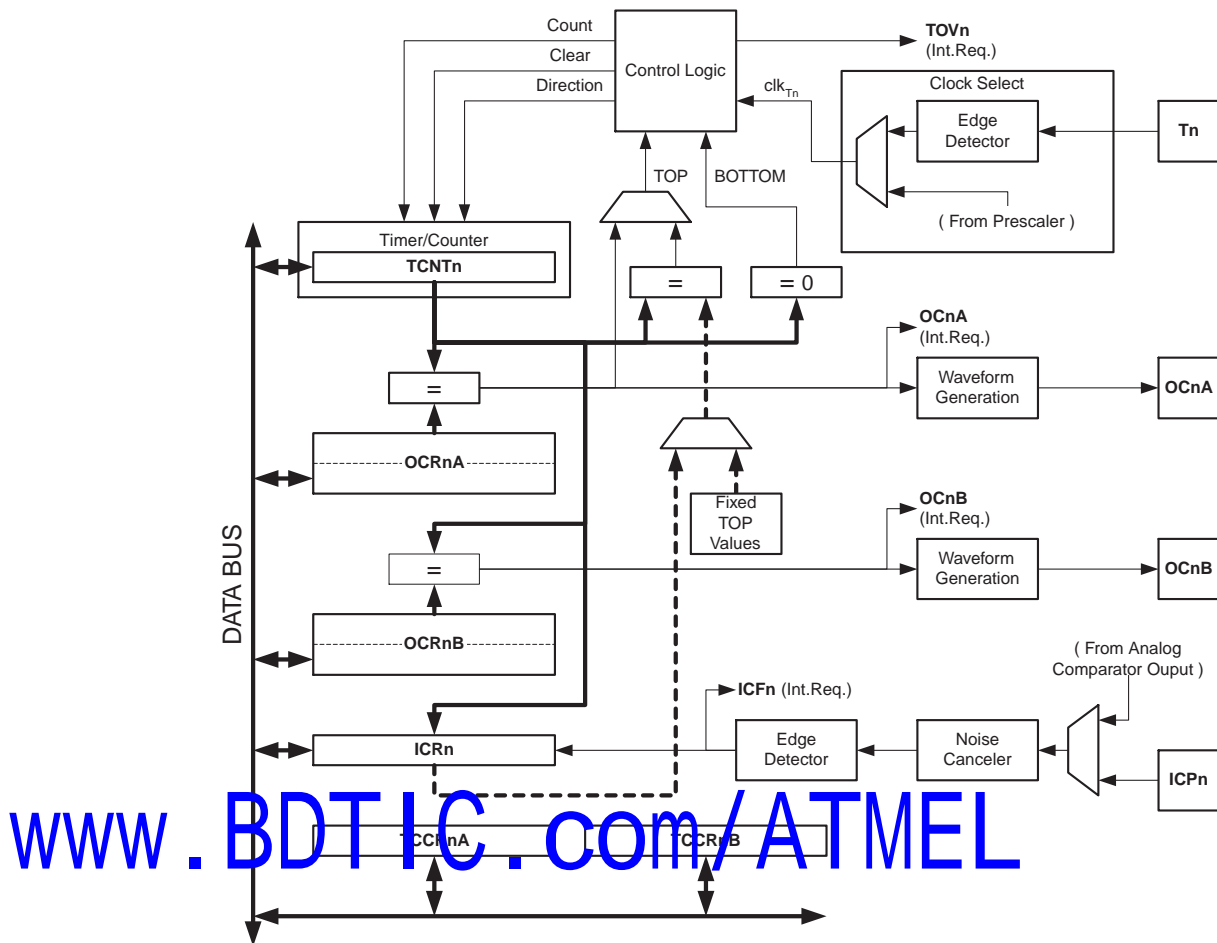 Count
TOVn
(Int.Req.)
Clear
Control Logic
Direction
clkTn
Clock Select
Edge
Detector
Tn
TOP
BOTTOM
( From Prescaler )
Timer/Counter
TCNTn
=
= 0
OCnA
(Int.Req.)
=
Waveform
Generation
OCnA
OCRnA
Fixed
TOP
Values
OCnB
(Int.Req.)
=
Waveform
Generation
OCnB
DATA BUS
OCRnB
( From Analog
Comparator Ouput )
ICFn (Int.Req.)
ICRn
Edge
Detector
Noise
Canceler
ICPn
www.BDTIC.com/ATMEL
TCCRnA
TCCRnB